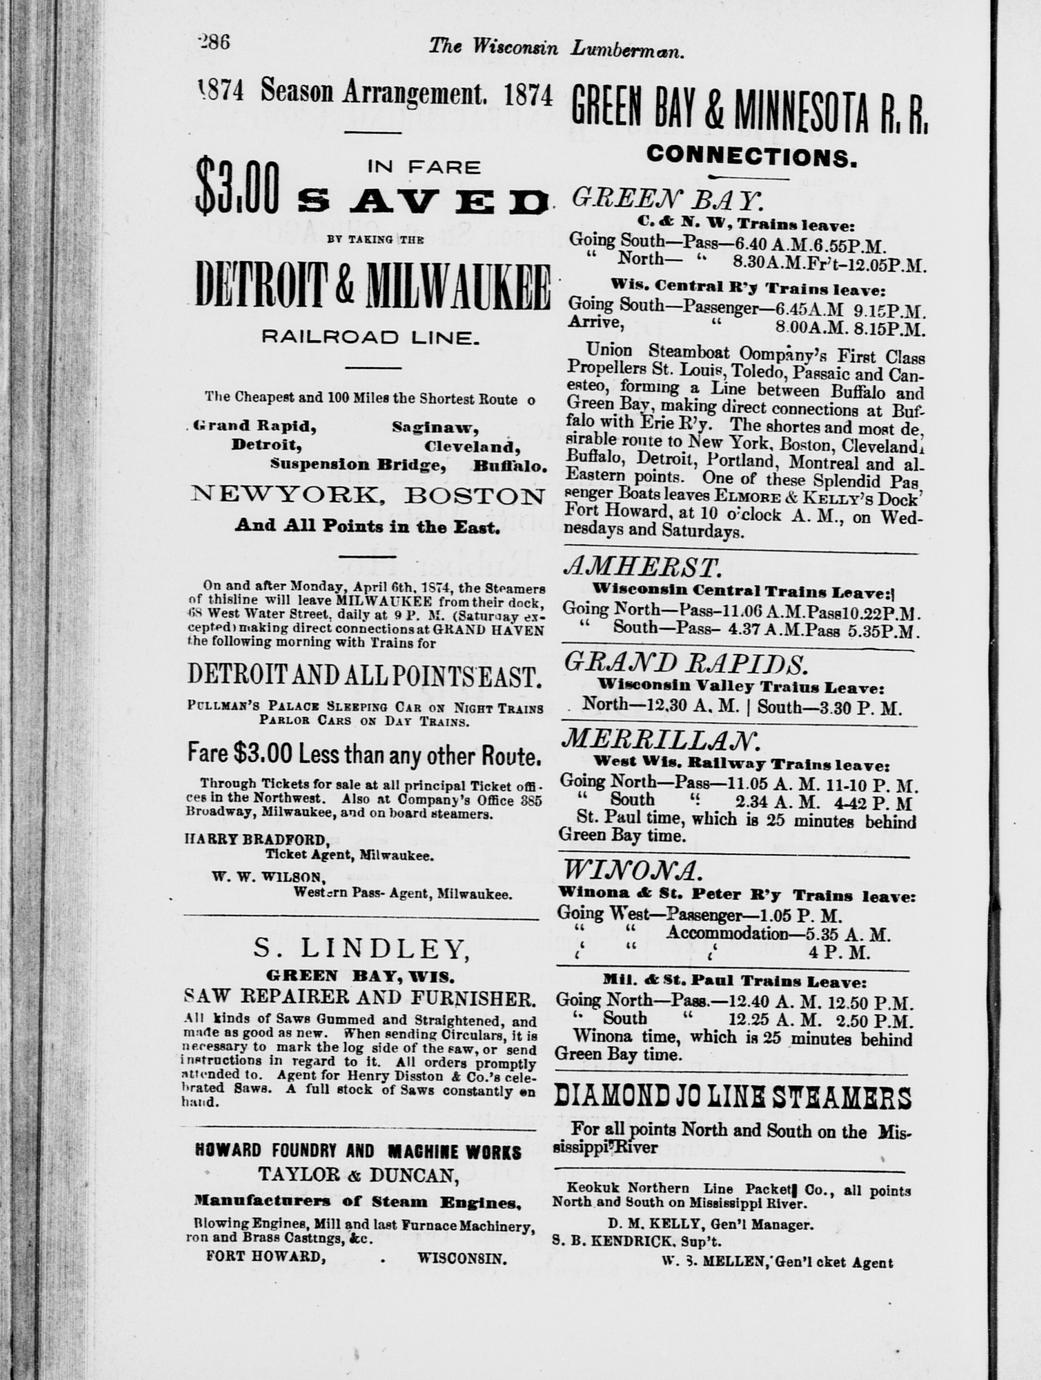 286
The Wisconsin Lumberman.
1874 Season Arrangement. 1874
$3.00 IN FARE
SAVED
BY TAKING THE
DETROIT & MILWAUKEE
RAILROAD LINE.
The Cheapest and 100 Miles the Shortest Route o
Grand Rapid, Saginaw,
Detroit, Cleveland,
Suspension Bridge, Buffalo.
NEWYORK, BOSTON
And All Points in the East.
On and after Monday, April 6th, 1874, the Steamers
of thisline will leave MILWAUKEE from their dock,
68 West Water Street, daily at 9 P. M. (Saturday ex-
cepted) making direct connections at GRAND HAVEN
the following morning with Trains for
DETROIT AND ALL POINTS EAST.
PULLMAN'S PALACE SLEEPING CAR ON NIGHT TRAINS
PARLOR CARS ON DAY TRAINS.
Fare $3.00 Less than any other Route.
Through Tickets for sale at all principal Ticket offi-
ces in the Northwest. Also at Company's Office 385
Broadway, Milwaukee, and on board steamers.
HARRY BRADFORD,
Ticket Agent, Milwaukee.
W. W. WILSON,
Western Pass- Agent, Milwaukee.
S. LINDLEY,
GREEN BAY, WIS.
SAW REPAIRER AND FURNISHER.
All kinds of Saws Gummed and Straightened, and
made as good as new. When sending Circulars, it is
necessary to mark the log side of the saw, or send
instructions in regard to it. All orders promptly
attended to. Agent for Henry Disston & Co.'s cele-
brated Saws. A full stock of Saws constantly on
hand.
HOWARD FOUNDRY AND MACHINE WORKS
TAYLOR & DUNCAN,
Manufacturers of Steam Engines,
Blowing Engines, Mill and last Furnace Machinery,
ron and Brass Casttngs, &c.
FORT HOWARD, . WISCONSIN.
GREEN BAY & MINNESOTA R. R.
CONNECTIONS.
GREEN BAY.
C. & N. W, Trains leave:
Going South—Pass—6.40 A.M.6.55P.M.
" North— " 8.30A.M.Fr't-12.05P.M.
Wis. Central R'y Trains leave:
Going South—Passenger—6.45A.M 9.15P.M.
Arrive, " 8.00A.M. 8.15P.M.
Union Steamboat Oompany's First Class
Propellers St. Louis, Toledo, Passaic and Can-
esteo, forming a Line between Buffalo and
Green Bay, making direct connections at Buf-
falo with Erie R'y. The shortes and most de,
sirable route to New York, Boston, Cleveland,
Buffalo, Detroit, Portland, Montreal and al-
Eastern points. One of these Splendid Pas
senger Boats leaves ELMORE & KELLY'S Dock'
Fort Howard, at 10 o'clock A. M., on Wed-
nesdays and Saturdays.
AMHERST.
Wisconsin Central Trains Leave:
Going North—Pass-11.06 A.M.Pass10.22P.M.
" South—Pass- 4.37 A.M.Pass 5.35P.M.
GRAND RAPIDS.
Wisconsin Valley Traius Leave:
North—12,30 A. M. | South—3.30 P. M.
MERRILLAN.
West Wis. Railway Trains leave:
Going North—Pass—11.05 A. M. 11-10 P. M.
" South " 2.34 A. M. 4-42 P. M
St. Paul time, which is 25 minutes behind
Green Bay time.
WINONA.
Winona & St. Peter R'y Trains leave:
Going West—Passenger—1.05 P. M.
" " Accommodation—5.35 A. M.
‘ " ‘ 4 P. M.
Mil. & St. Paul Trains Leave:
Going North—Pass.—12.40 A. M. 12.50 P.M.
" South " 12.25 A. M. 2.50 P.M.
Winona time, which is 25 minutes behind
Green Bay time.
DIAMOND JO LINE STEAMERS
For all points North and South on the Mis-
sissippi River
Keokuk Northern Line Packet Co., all points
North and South on Mississippi River.
D. M. KELLY, Gen'l Manager.
S. B. KENDRICK. Sup't.
W. S. MELLEN, Gen'l cket Agent